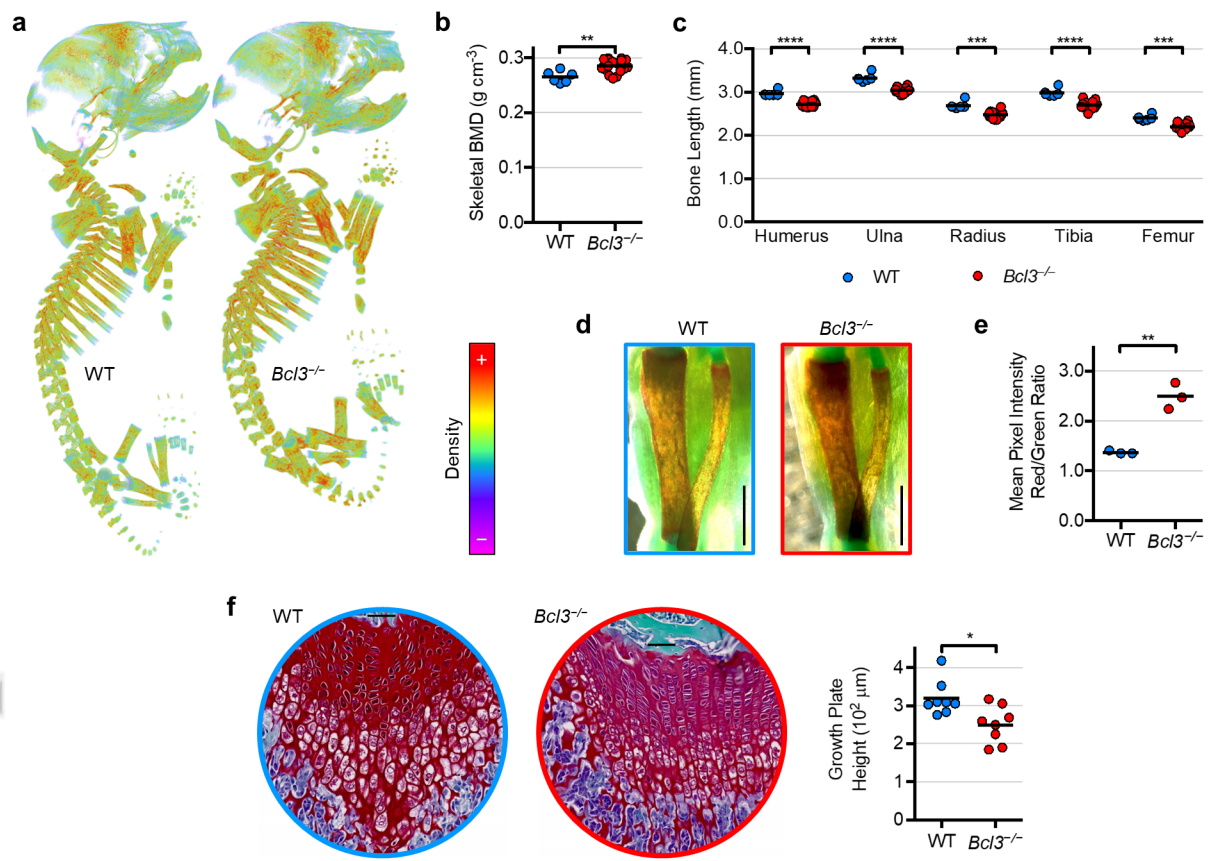 a
WT
Bcl3−/−
+
Density
−
b
**
Skeletal BMD (g cm-3)
0.3
0.2
0.1
0.0
WT
Bcl3−/−
c
****
****
***
****
***
Bone Length (mm)
4.0
3.0
2.0
1.0
0.0
Humerus
Ulna
Radius
Tibia
Femur
WT
Bcl3−/−
d
WT
Bcl3−/−
e
**
Mean Pixel Intensity
Red/Green Ratio
3.0
2.0
1.0
0.0
WT
Bcl3−/−
f
WT
Bcl3−/−
*
Growth Plate
Height (102 μm)
4
3
2
1
0
WT
Bcl3−/−